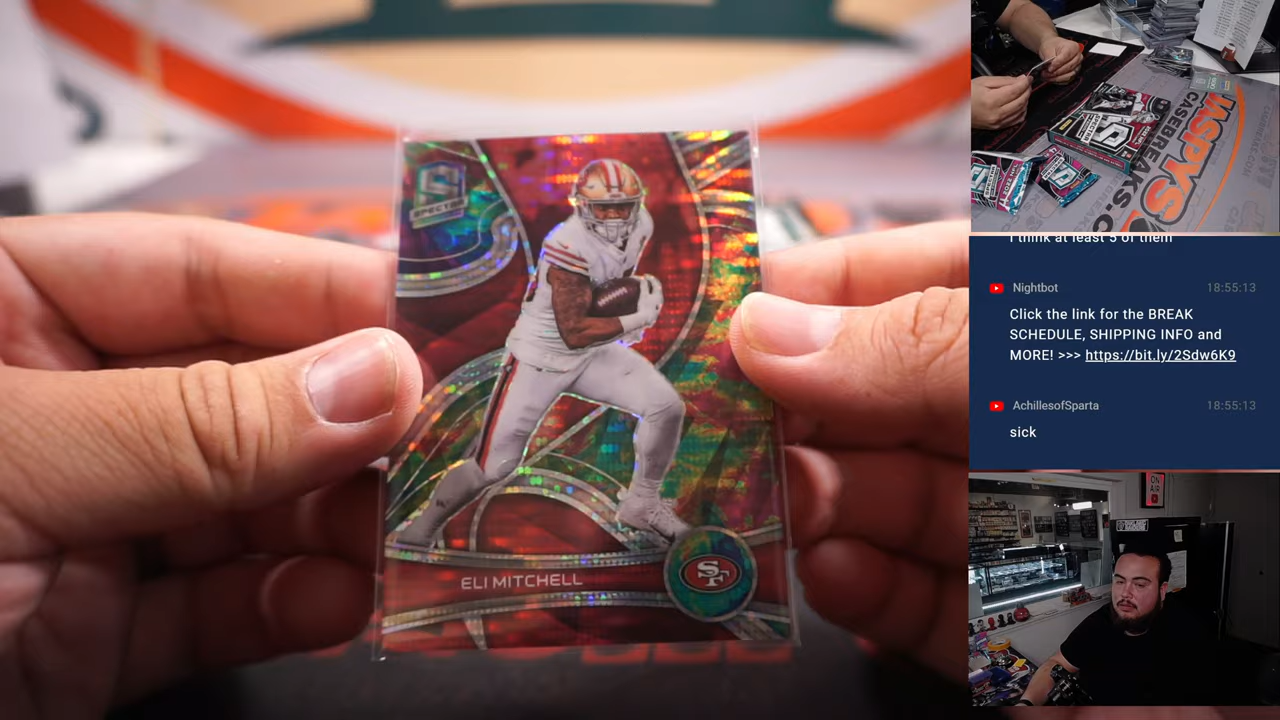 SPECTRA
ELI MITCHELL
SF
JASPYS
CASEBREAKS.C
I think at least 5 of them
Nightbot
18:55:13
Click the link for the BREAK
SCHEDULE, SHIPPING INFO and
MORE! >>> https://bit.ly/2Sdw6K9
AchillesofSparta
18:55:13
sick
ON
AIR